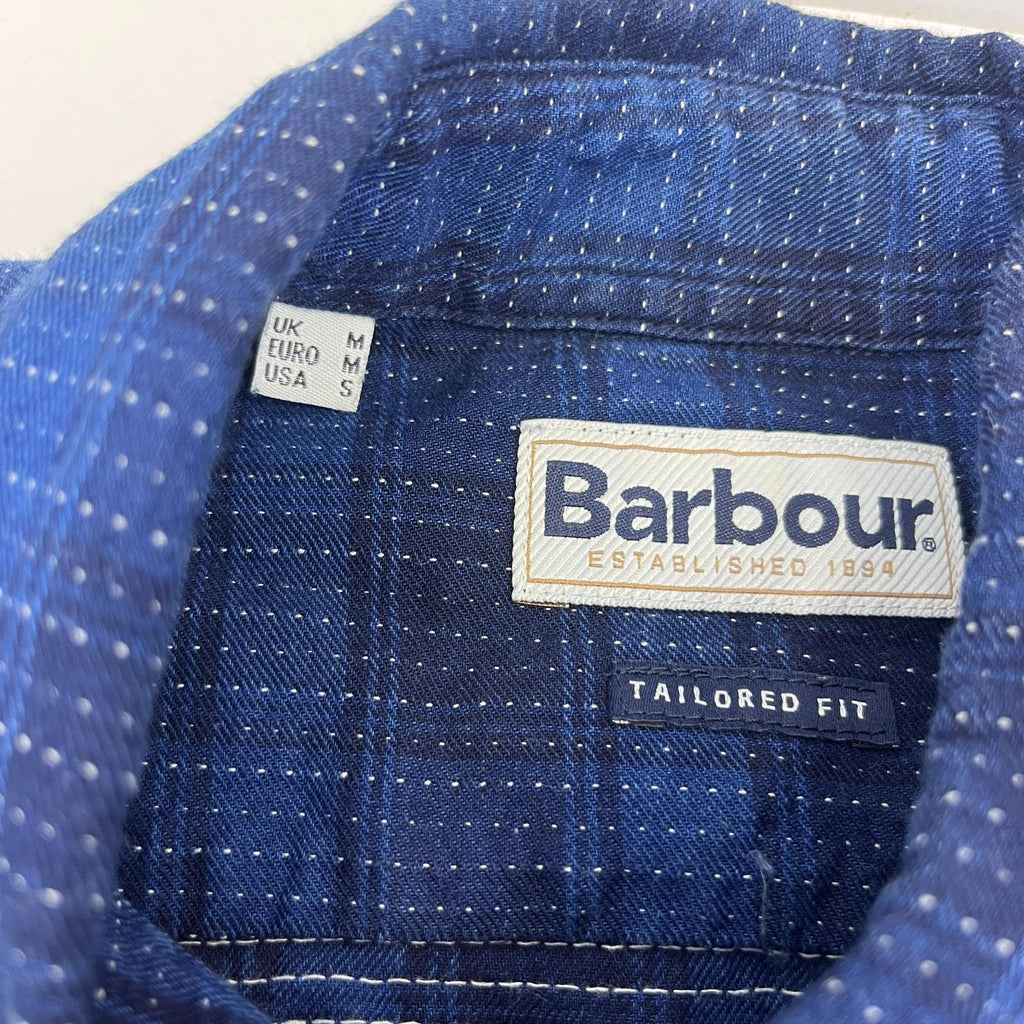 UK M
EURO M
USA S
Barbour®
ESTABLISHED 1894
TAILORED FIT